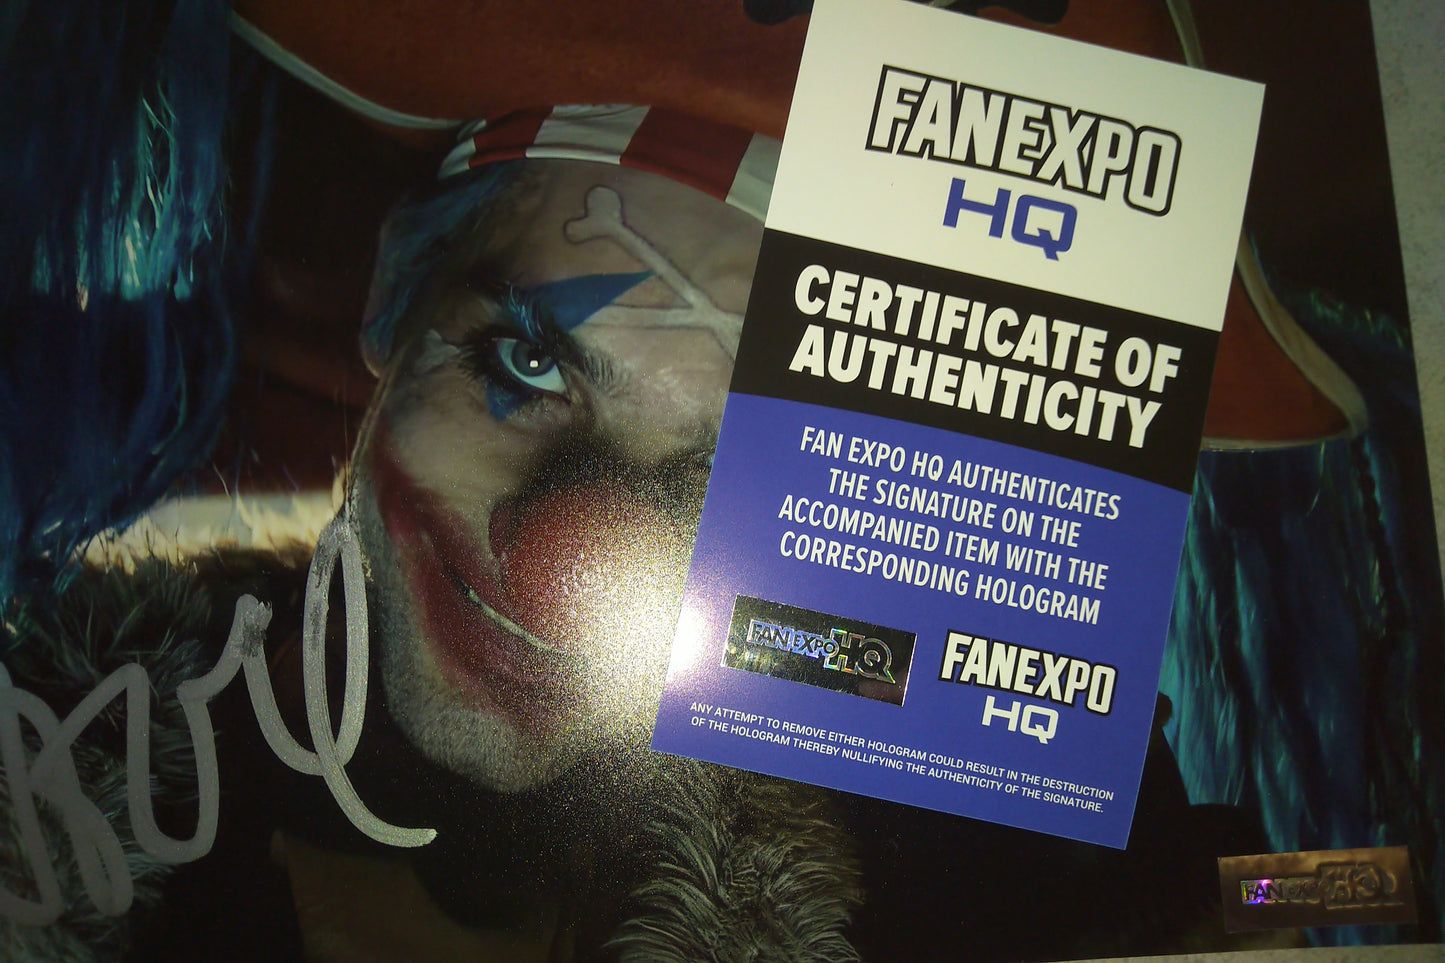 FANEXPO
HQ
CERTIFICATE OF
AUTHENTICITY
FAN EXPO HQ AUTHENTICATES
THE SIGNATURE ON THE
ACCOMPANIED ITEM WITH THE
CORRESPONDING HOLOGRAM
FAN EXPO HQ
FANEXPO
HQ
ANY ATTEMPT TO REMOVE EITHER HOLOGRAM COULD RESULT IN THE DESTRUCTION
OF THE HOLOGRAM THEREBY NULLIFYING THE AUTHENTICITY OF THE SIGNATURE.
FAN EXPO HQ